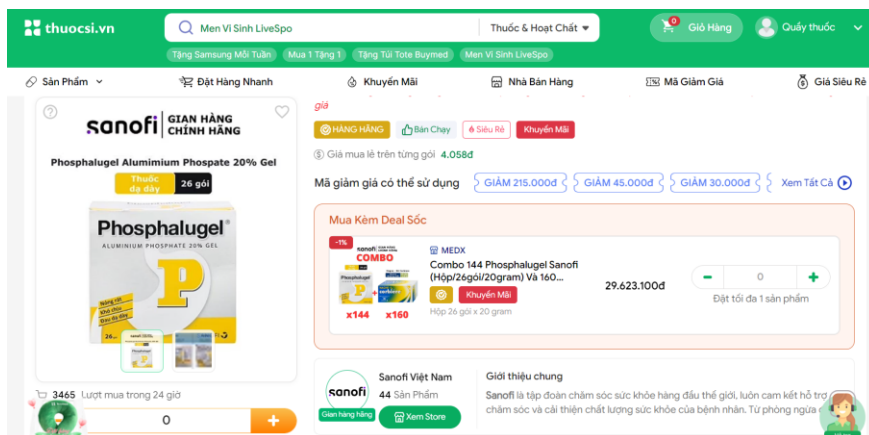 thuocsi.vn
Men Vi Sinh LiveSpo
Thuốc & Hoạt Chất
0
Giỏ Hàng
Quầy thuốc
Tặng Samsung Mỗi Tuần
Mua 1 Tặng 1
Tặng Túi Tote Buymed
Men Vi Sinh LiveSpo
Sản Phẩm
Đặt Hàng Nhanh
Khuyến Mãi
Nhà Bán Hàng
Mã Giảm Giá
Giá Siêu Rẻ
sanofi
GIAN HÀNG
CHÍNH HÃNG
Phosphalugel Alumimium Phospate 20% Gel
Thuốc
dạ dày
26 gói
Phosphalugel®
ALUMINIUM PHOSPHATE 20% GEL
P
Nóng rát
Khó chịu
Đau dạ dày
26
3465 Lượt mua trong 24 giờ
0
+
giá
HÀNG HÃNG
Bán Chạy
Siêu Rẻ
Khuyến Mãi
Giá mua lẻ trên từng gói 4.058đ
Mã giảm giá có thể sử dụng
GIẢM 215.000đ
GIẢM 45.000đ
GIẢM 30.000đ
Xem Tất Cả
Mua Kèm Deal Sốc
-1%
sanofi
COMBO
x144
x160
MEDX
Combo 144 Phosphalugel Sanofi
(Hộp/26gói/20gram) Và 160...
Khuyến Mãi
Hộp 26 gói x 20 gram
29.623.100đ
-
0
+
Đặt tối đa 1 sản phẩm
sanofi
Gian hàng hãng
Sanofi Việt Nam
44 Sản Phẩm
Xem Store
Giới thiệu chung
Sanofi là tập đoàn chăm sóc sức khỏe hàng đầu thế giới, luôn cam kết hỗ trợ
chăm sóc và cải thiện chất lượng sức khỏe của bệnh nhân. Từ phòng ngừa